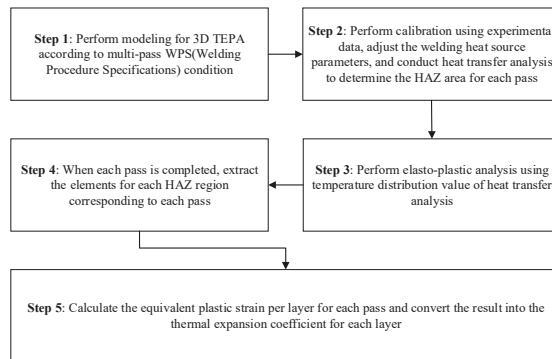 Step 1: Perform modeling for 3D TEPA
according to multi-pass WPS(Welding
Procedure Specifications) condition
Step 2: Perform calibration using experimenta
data, adjust the welding heat source
parameters, and conduct heat transfer analysis
to determine the HAZ area for each pass
Step 3: Perform elasto-plastic analysis using
temperature distribution value of heat transfer
analysis
Step 4: When each pass is completed, extract
the elements for each HAZ region
corresponding to each pass
Step 5: Calculate the equivalent plastic strain per layer for each pass and convert the result into the
thermal expansion coefficient for each layer